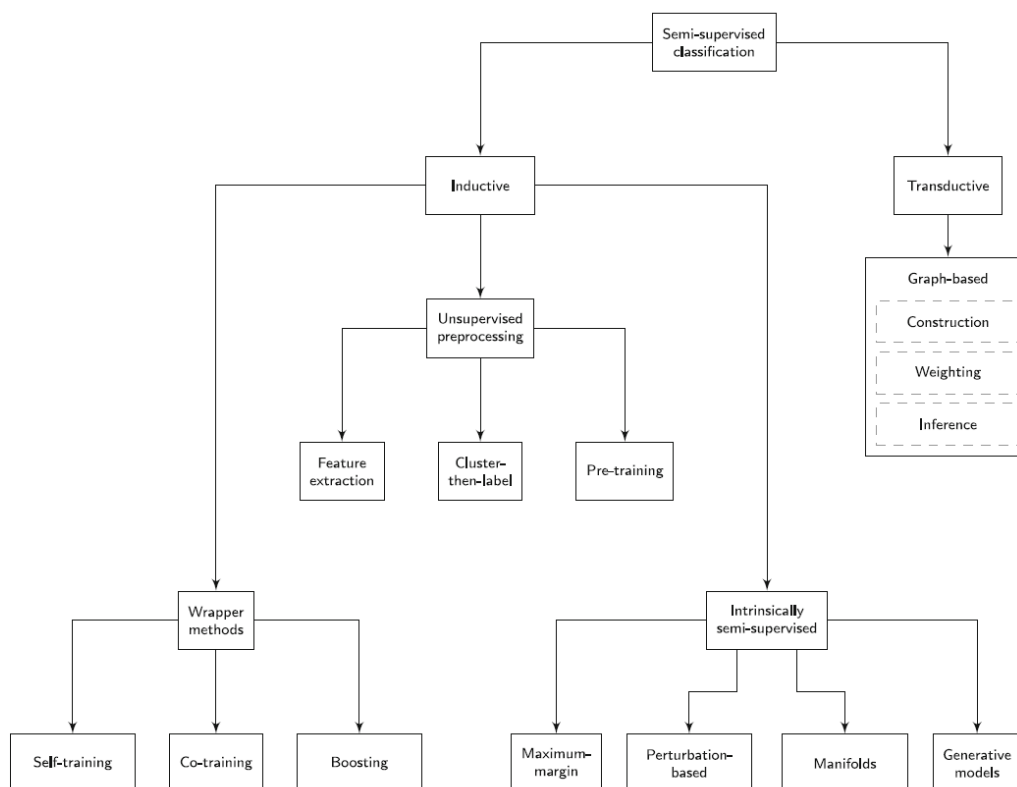 Semi-supervised
classification
Inductive
Transductive
Graph-based
Construction
Weighting
Inference
Unsupervised
preprocessing
Feature
extraction
Cluster-
then-label
Pre-training
Wrapper
methods
Intrinsically
semi-supervised
Self-training
Co-training
Boosting
Maximum-
margin
Perturbation-
based
Manifolds
Generative
models